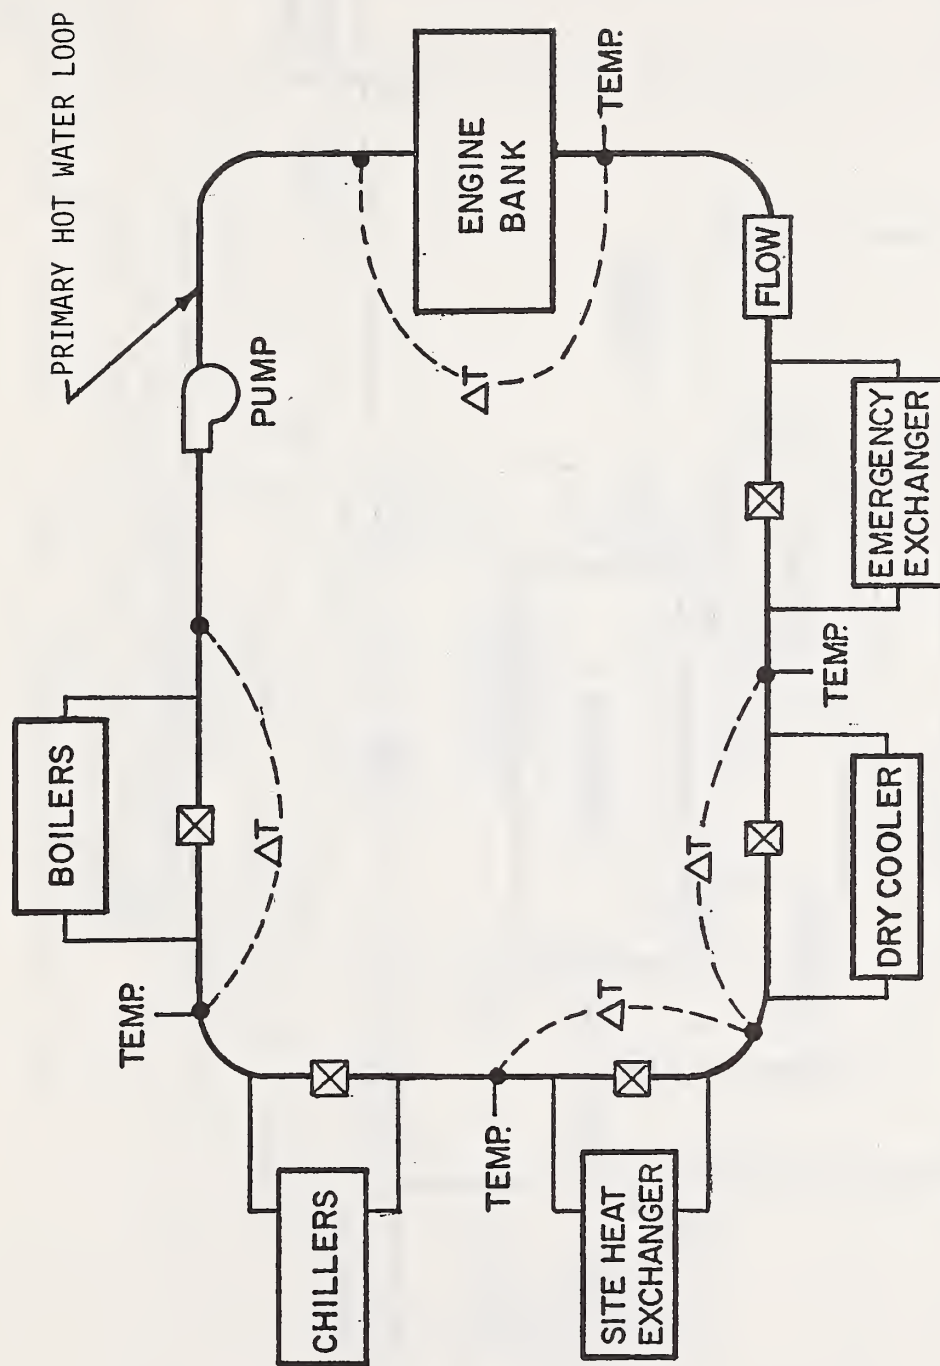 PRIMARY HOT WATER LOOP
PUMP
BOILERS
ΔT
TEMP.
CHILLERS
TEMP.
ΔT
SITE HEAT
EXCHANGER
ΔT
DRY COOLER
TEMP.
EMERGENCY
EXCHANGER
FLOW
TEMP.
ENGINE
BANK
ΔT